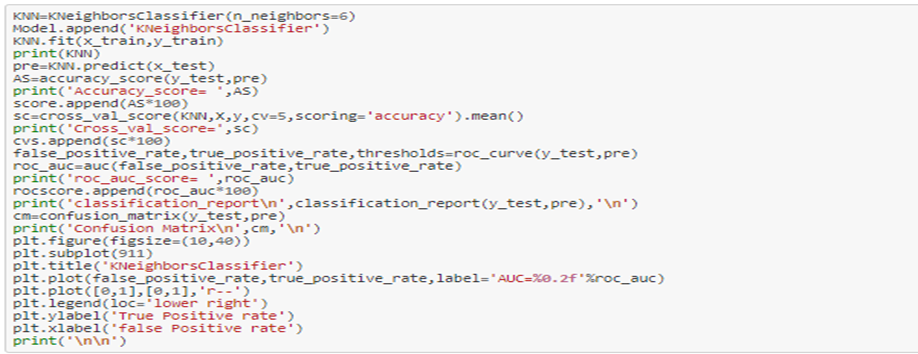 KNN=KNeighborsClassifier(n_neighbors=6)
Model.append('KNeighborsClassifier')
KNN.fit(x_train,y_train)
print(KNN)
pre=KNN.predict(x_test)
AS=accuracy_score(y_test,pre)
print('Accuracy_score= ',AS)
score.append(AS*100)
sc=cross_val_score(KNN,X,y,cv=5,scoring='accuracy').mean()
print('Cross_val_score=',sc)
cvs.append(sc*100)
false_positive_rate,true_positive_rate,thresholds=roc_curve(y_test,pre)
roc_auc=auc(false_positive_rate,true_positive_rate)
print('roc_auc_score= ',roc_auc)
rocscore.append(roc_auc*100)
print('classification_report\n',classification_report(y_test,pre),'\n')
cm=confusion_matrix(y_test,pre)
print('Confusion Matrix\n',cm,'\n')
plt.figure(figsize=(10,40))
plt.subplot(911)
plt.title('KNeighborsClassifier')
plt.plot(false_positive_rate,true_positive_rate,label='AUC=%0.2f'%roc_auc)
plt.plot([0,1],[0,1],'r--')
plt.legend(loc='lower right')
plt.ylabel('True Positive rate')
plt.xlabel('false Positive rate')
print('\n\n')